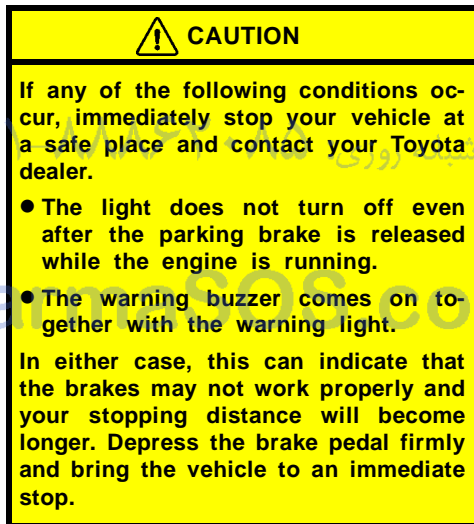 CAUTION
If any of the following conditions oc-
cur, immediately stop your vehicle at
a safe place and contact your Toyota
dealer.
● The light does not turn off even
after the parking brake is released
while the engine is running.
● The warning buzzer comes on to-
gether with the warning light.
In either case, this can indicate that
the brakes may not work properly and
your stopping distance will become
longer. Depress the brake pedal firmly
and bring the vehicle to an immediate
stop.